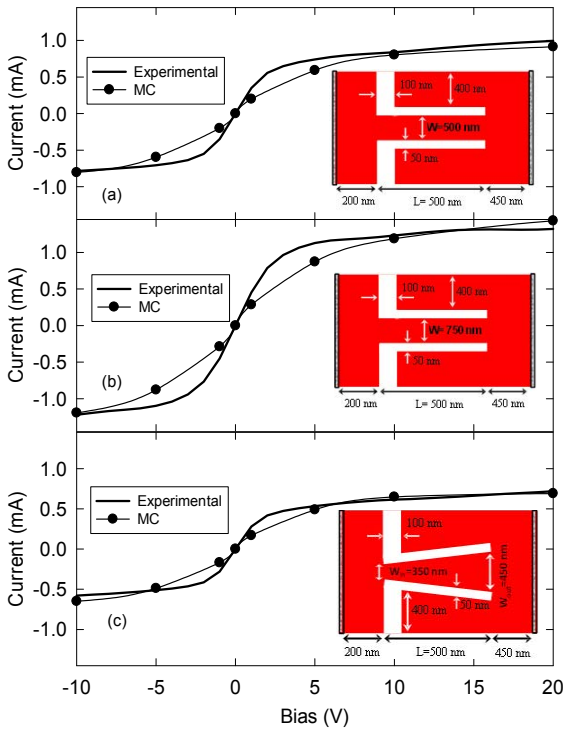 (a)
Experimental
MC
1.0
0.5
0.0
-0.5
-1.0
Current (mA)
100 nm
400 nm
W=500 nm
50 nm
200 nm
L= 500 nm
450 nm
(b)
Experimental
MC
1.0
0.5
0.0
-0.5
-1.0
Current (mA)
100 nm
400 nm
W=750 nm
50 nm
200 nm
L= 500 nm
450 nm
(c)
Experimental
MC
1.0
0.5
0.0
-0.5
-1.0
Current (mA)
100 nm
Win=350 nm
Wout=450 nm
50 nm
400 nm
200 nm
L=500 nm
450 nm
-10 -5 0 5 10 15 20
Bias (V)